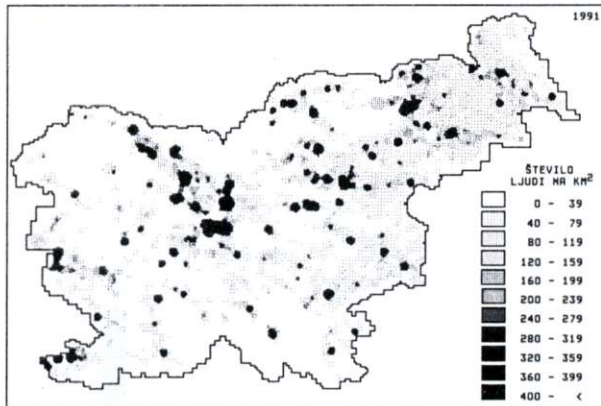 1991
ŠTEVILO
LJUDI NA KM²
0 - 39
40 - 79
80 - 119
120 - 159
160 - 199
200 - 239
240 - 279
280 - 319
320 - 359
360 - 399
400 - <